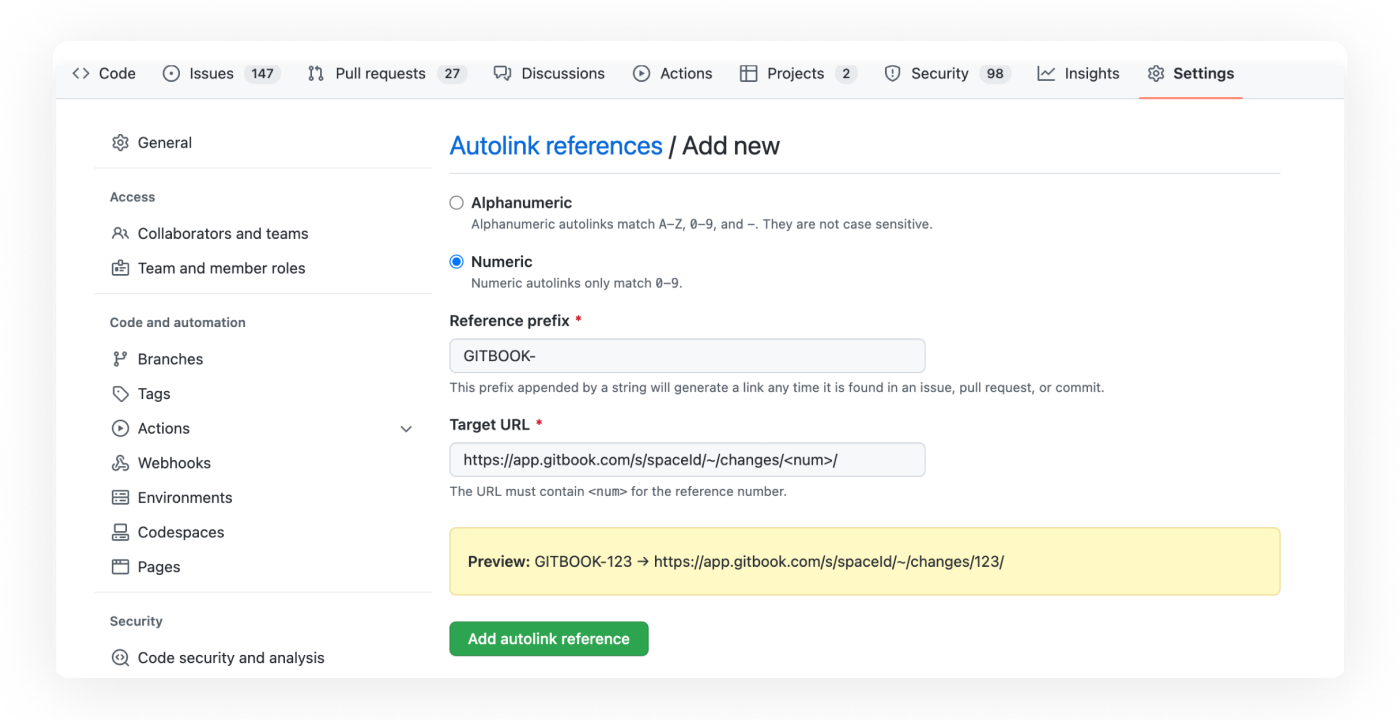 Code Issues 147 Pull requests 27 Discussions Actions Projects 2 Security 98 Insights Settings
General
Access
Collaborators and teams
Team and member roles
Code and automation
Branches
Tags
Actions
Webhooks
Environments
Codespaces
Pages
Security
Code security and analysis
Autolink references / Add new
Alphanumeric
Alphanumeric autolinks match A-Z, 0-9, and -. They are not case sensitive.
Numeric
Numeric autolinks only match 0-9.
Reference prefix *
GITBOOK-
This prefix appended by a string will generate a link any time it is found in an issue, pull request, or commit.
Target URL *
https://app.gitbook.com/s/spaceId/~/changes/<num>/
The URL must contain <num> for the reference number.
Preview: GITBOOK-123 → https://app.gitbook.com/s/spaceId/~/changes/123/
Add autolink reference